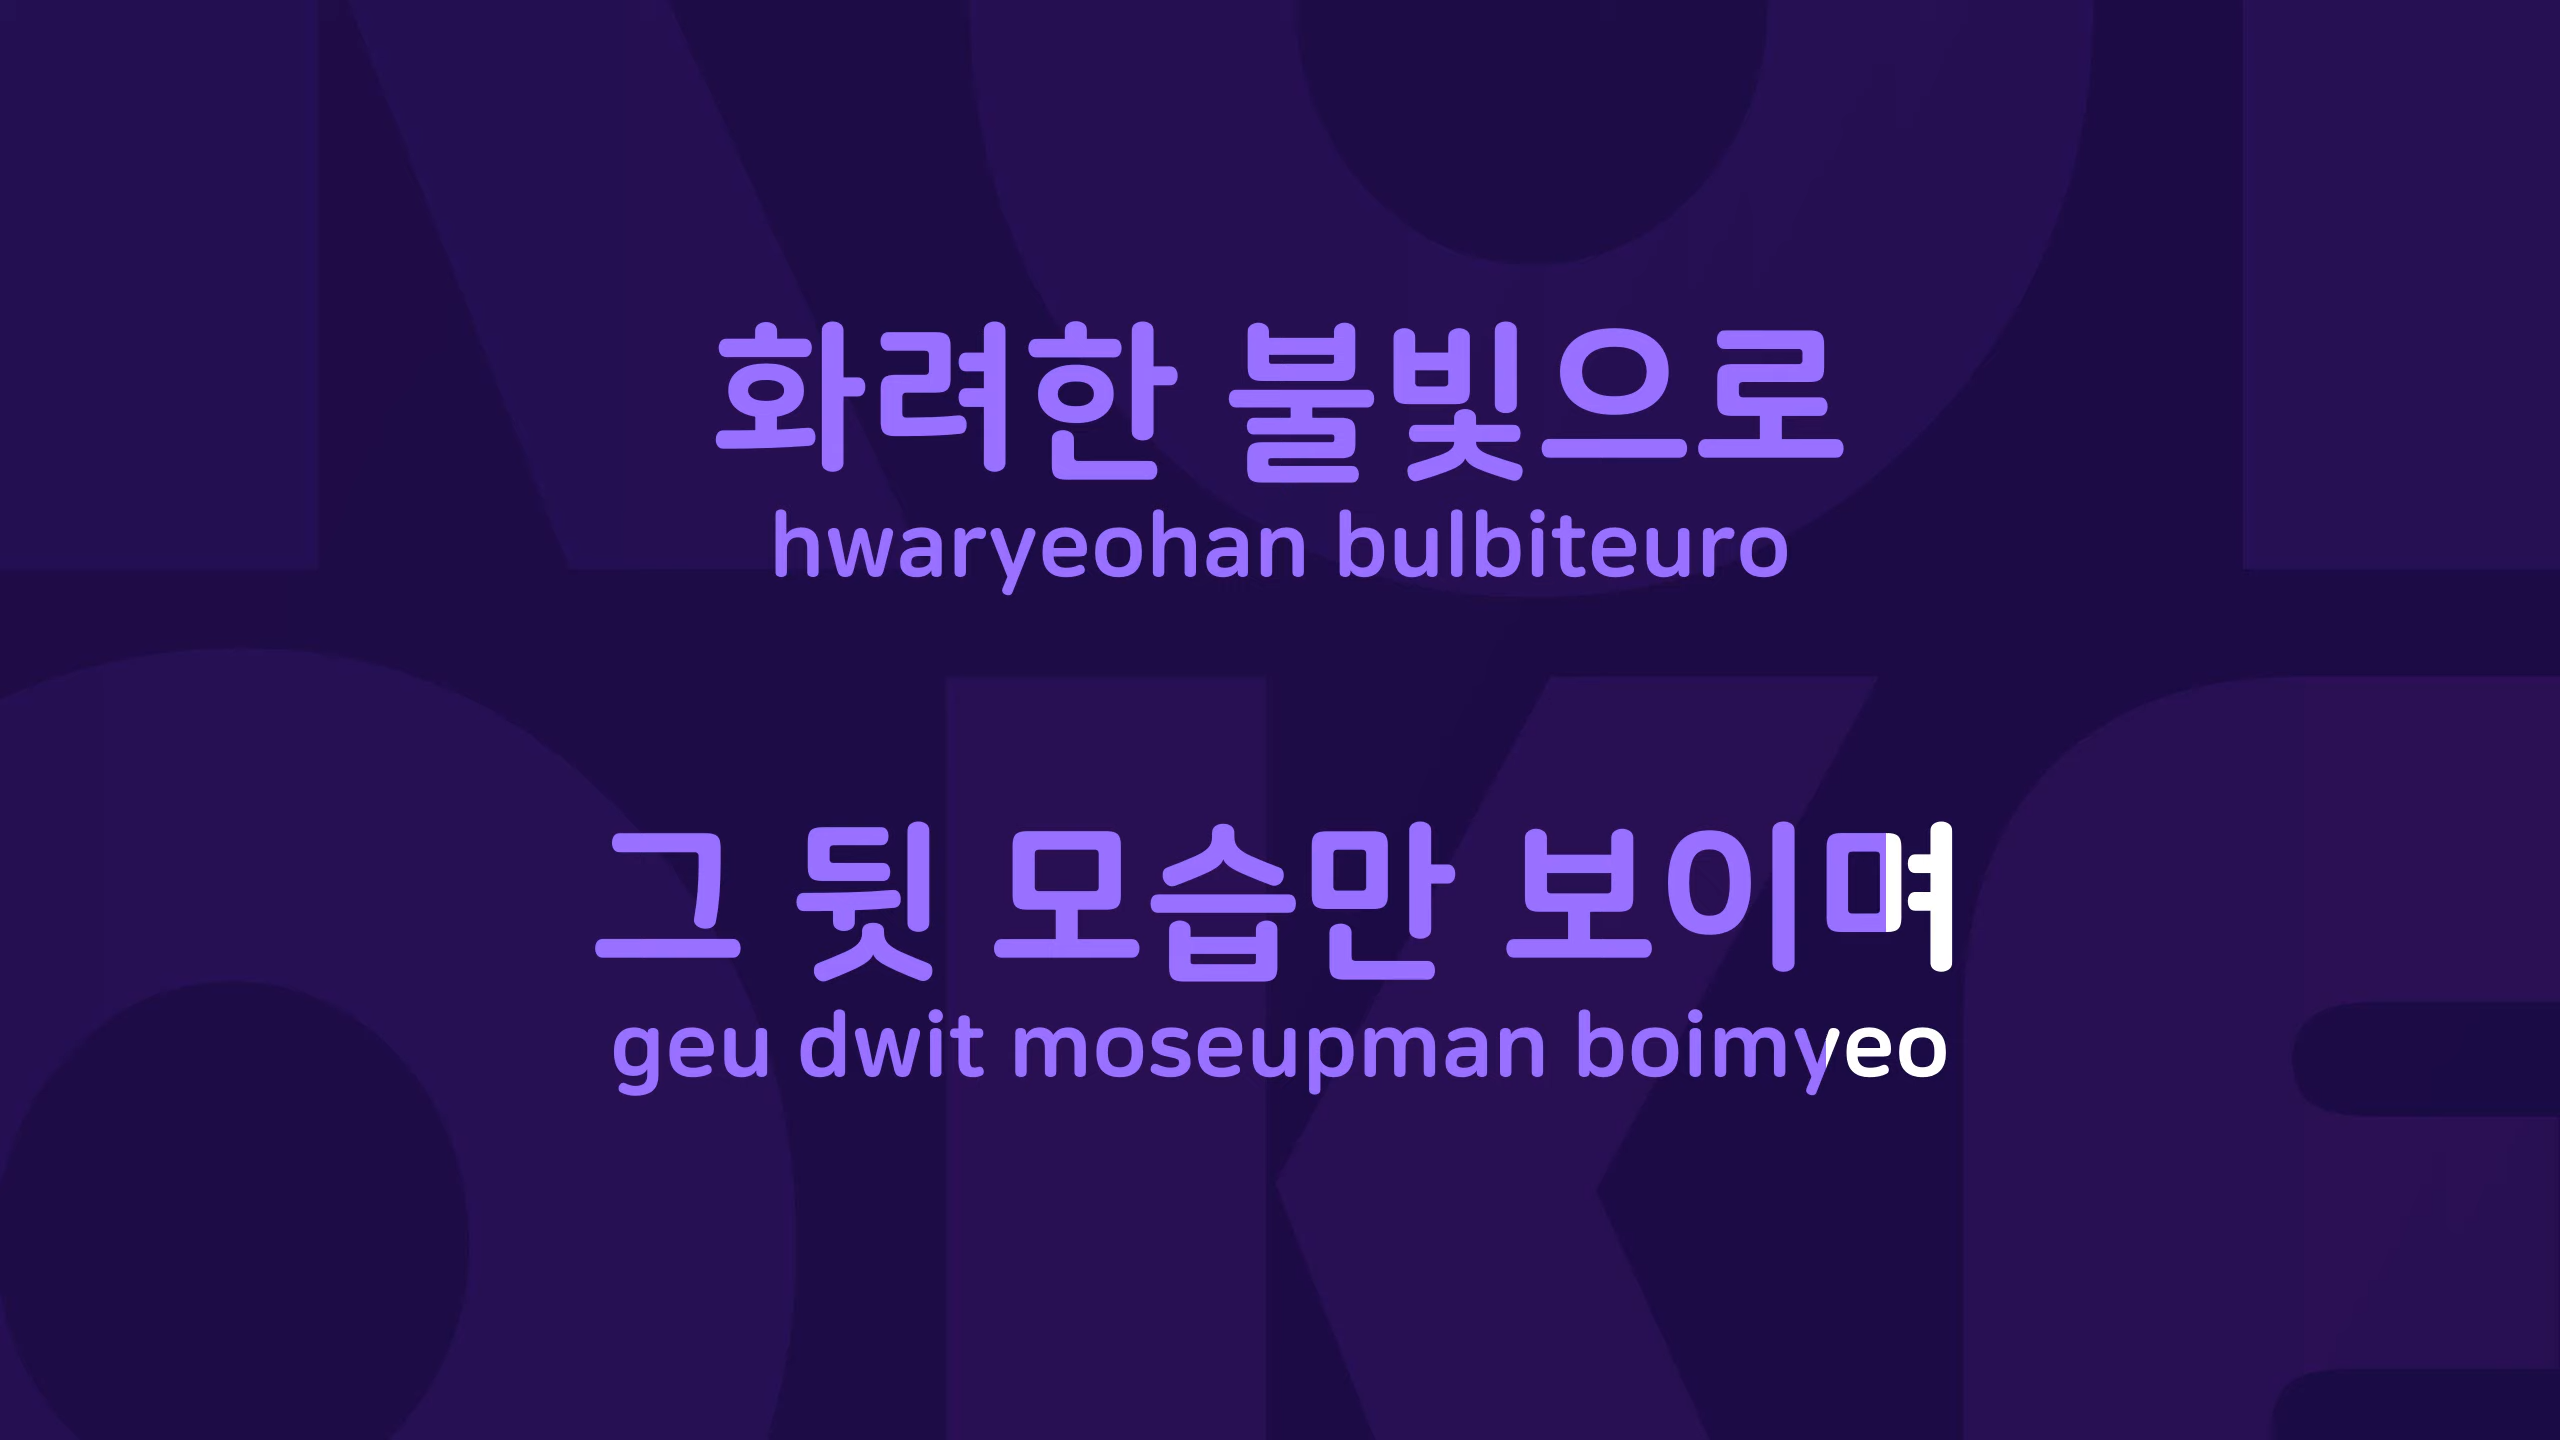 화려한 불빛으로
hwaryeohan bulbiteuro
그 뒷 모습만 보이며
geu dwit moseupman boimyeo